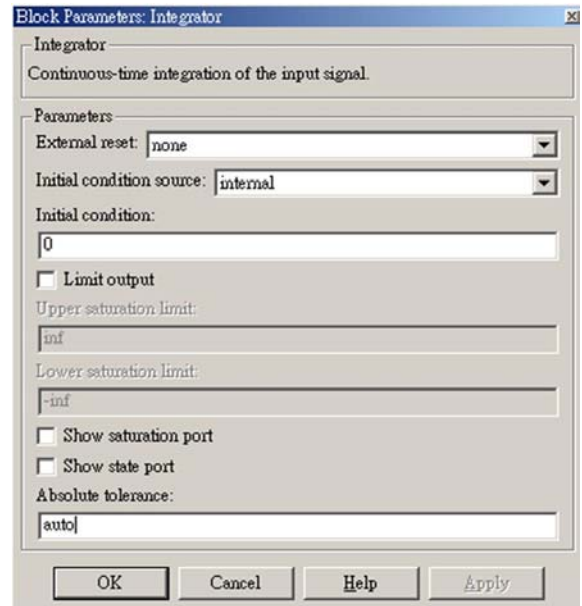 Block Parameters: Integrator
Integrator
Continuous-time integration of the input signal.
Parameters
External reset: none
Initial condition source: internal
Initial condition:
0
Limit output
Upper saturation limit:
inf
Lower saturation limit:
-inf
Show saturation port
Show state port
Absolute tolerance:
auto
OK Cancel Help Apply